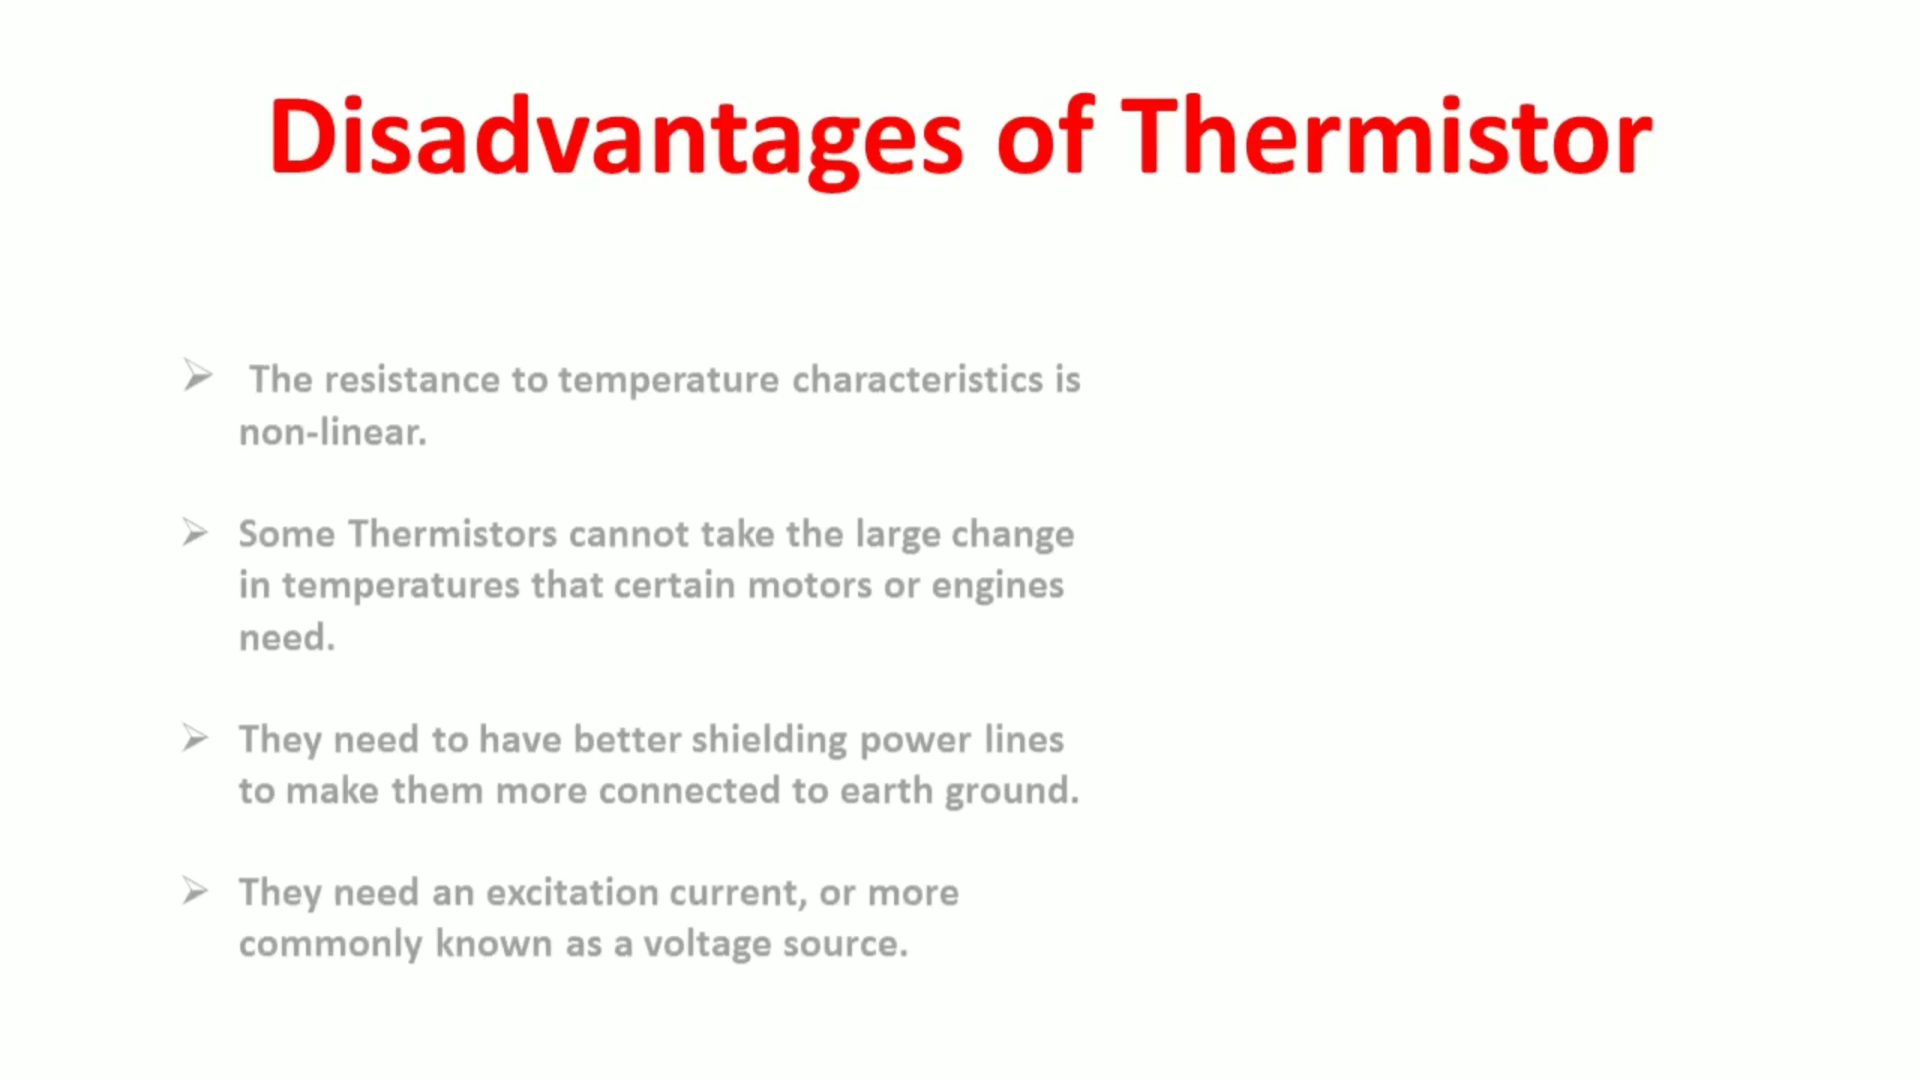 Disadvantages of Thermistor
➢ The resistance to temperature characteristics is
non-linear.
➢ Some Thermistors cannot take the large change
in temperatures that certain motors or engines
need.
➢ They need to have better shielding power lines
to make them more connected to earth ground.
➢ They need an excitation current, or more
commonly known as a voltage source.